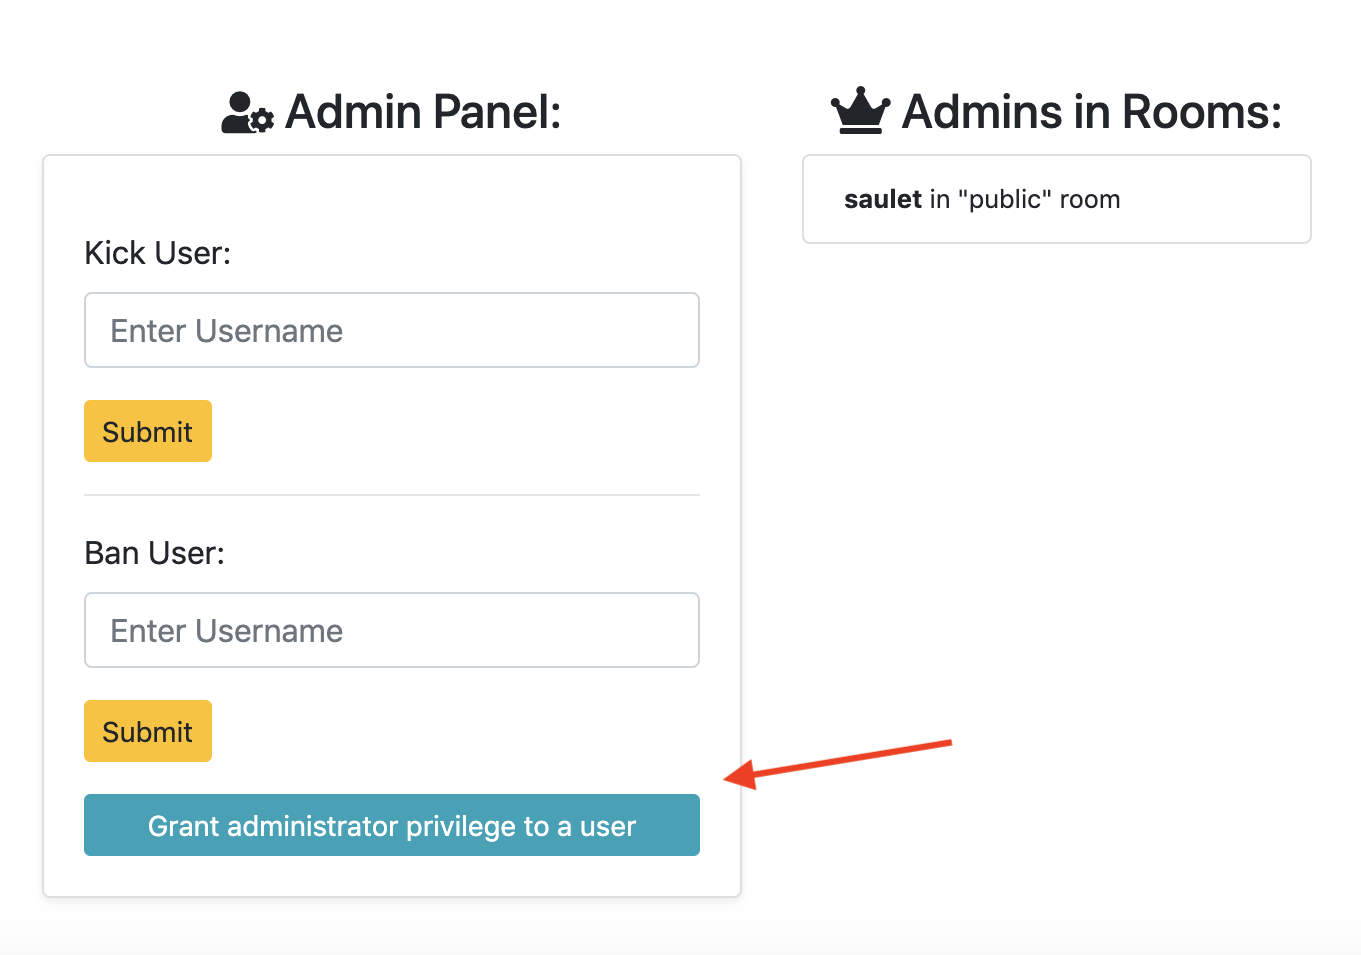 Admin Panel:
Kick User:
Enter Username
Submit
Ban User:
Enter Username
Submit
Grant administrator privilege to a user
Admins in Rooms:
saulet in "public" room